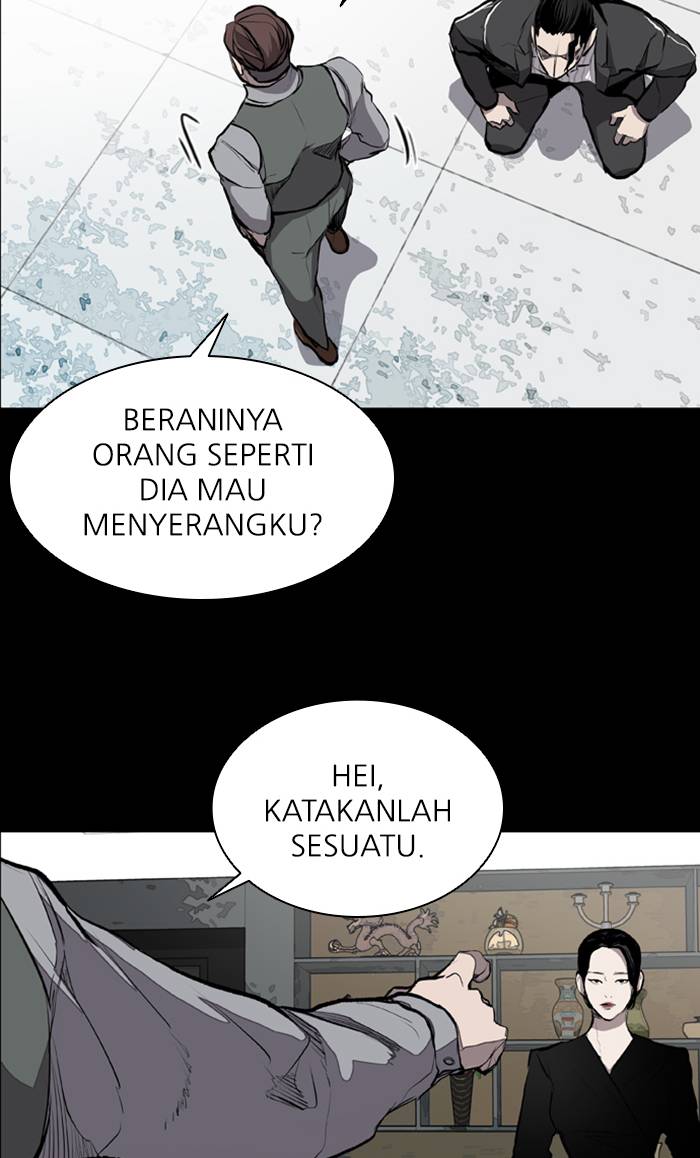 BERANINYA
ORANG SEPERTI
DIA MAU
MENYERANGKU?
HEI,
KATAKANLAH
SESUATU.